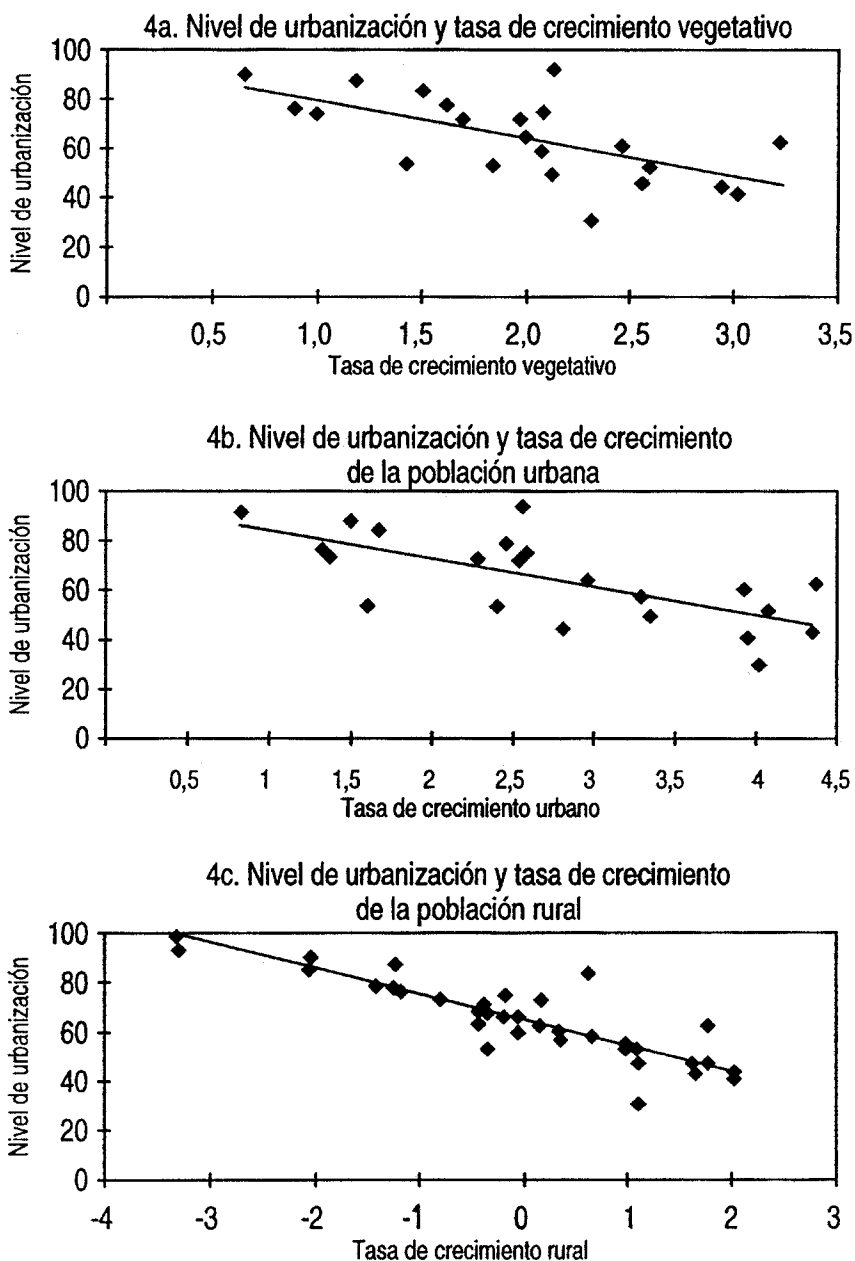 4a. Nivel de urbanización y tasa de crecimiento vegetativo
100
80
60
40
20
0
Nivel de urbanización
0,5 1,0 1,5 2,0 2,5 3,0 3,5
Tasa de crecimiento vegetativo
4b. Nivel de urbanización y tasa de crecimiento
de la población urbana
100
80
60
40
20
0
Nivel de urbanización
0,5 1 1,5 2 2,5 3 3,5 4 4,5
Tasa de crecimiento urbano
4c. Nivel de urbanización y tasa de crecimiento
de la población rural
100
80
60
40
20
0
Nivel de urbanización
-4 -3 -2 -1 0 1 2 3
Tasa de crecimiento rural